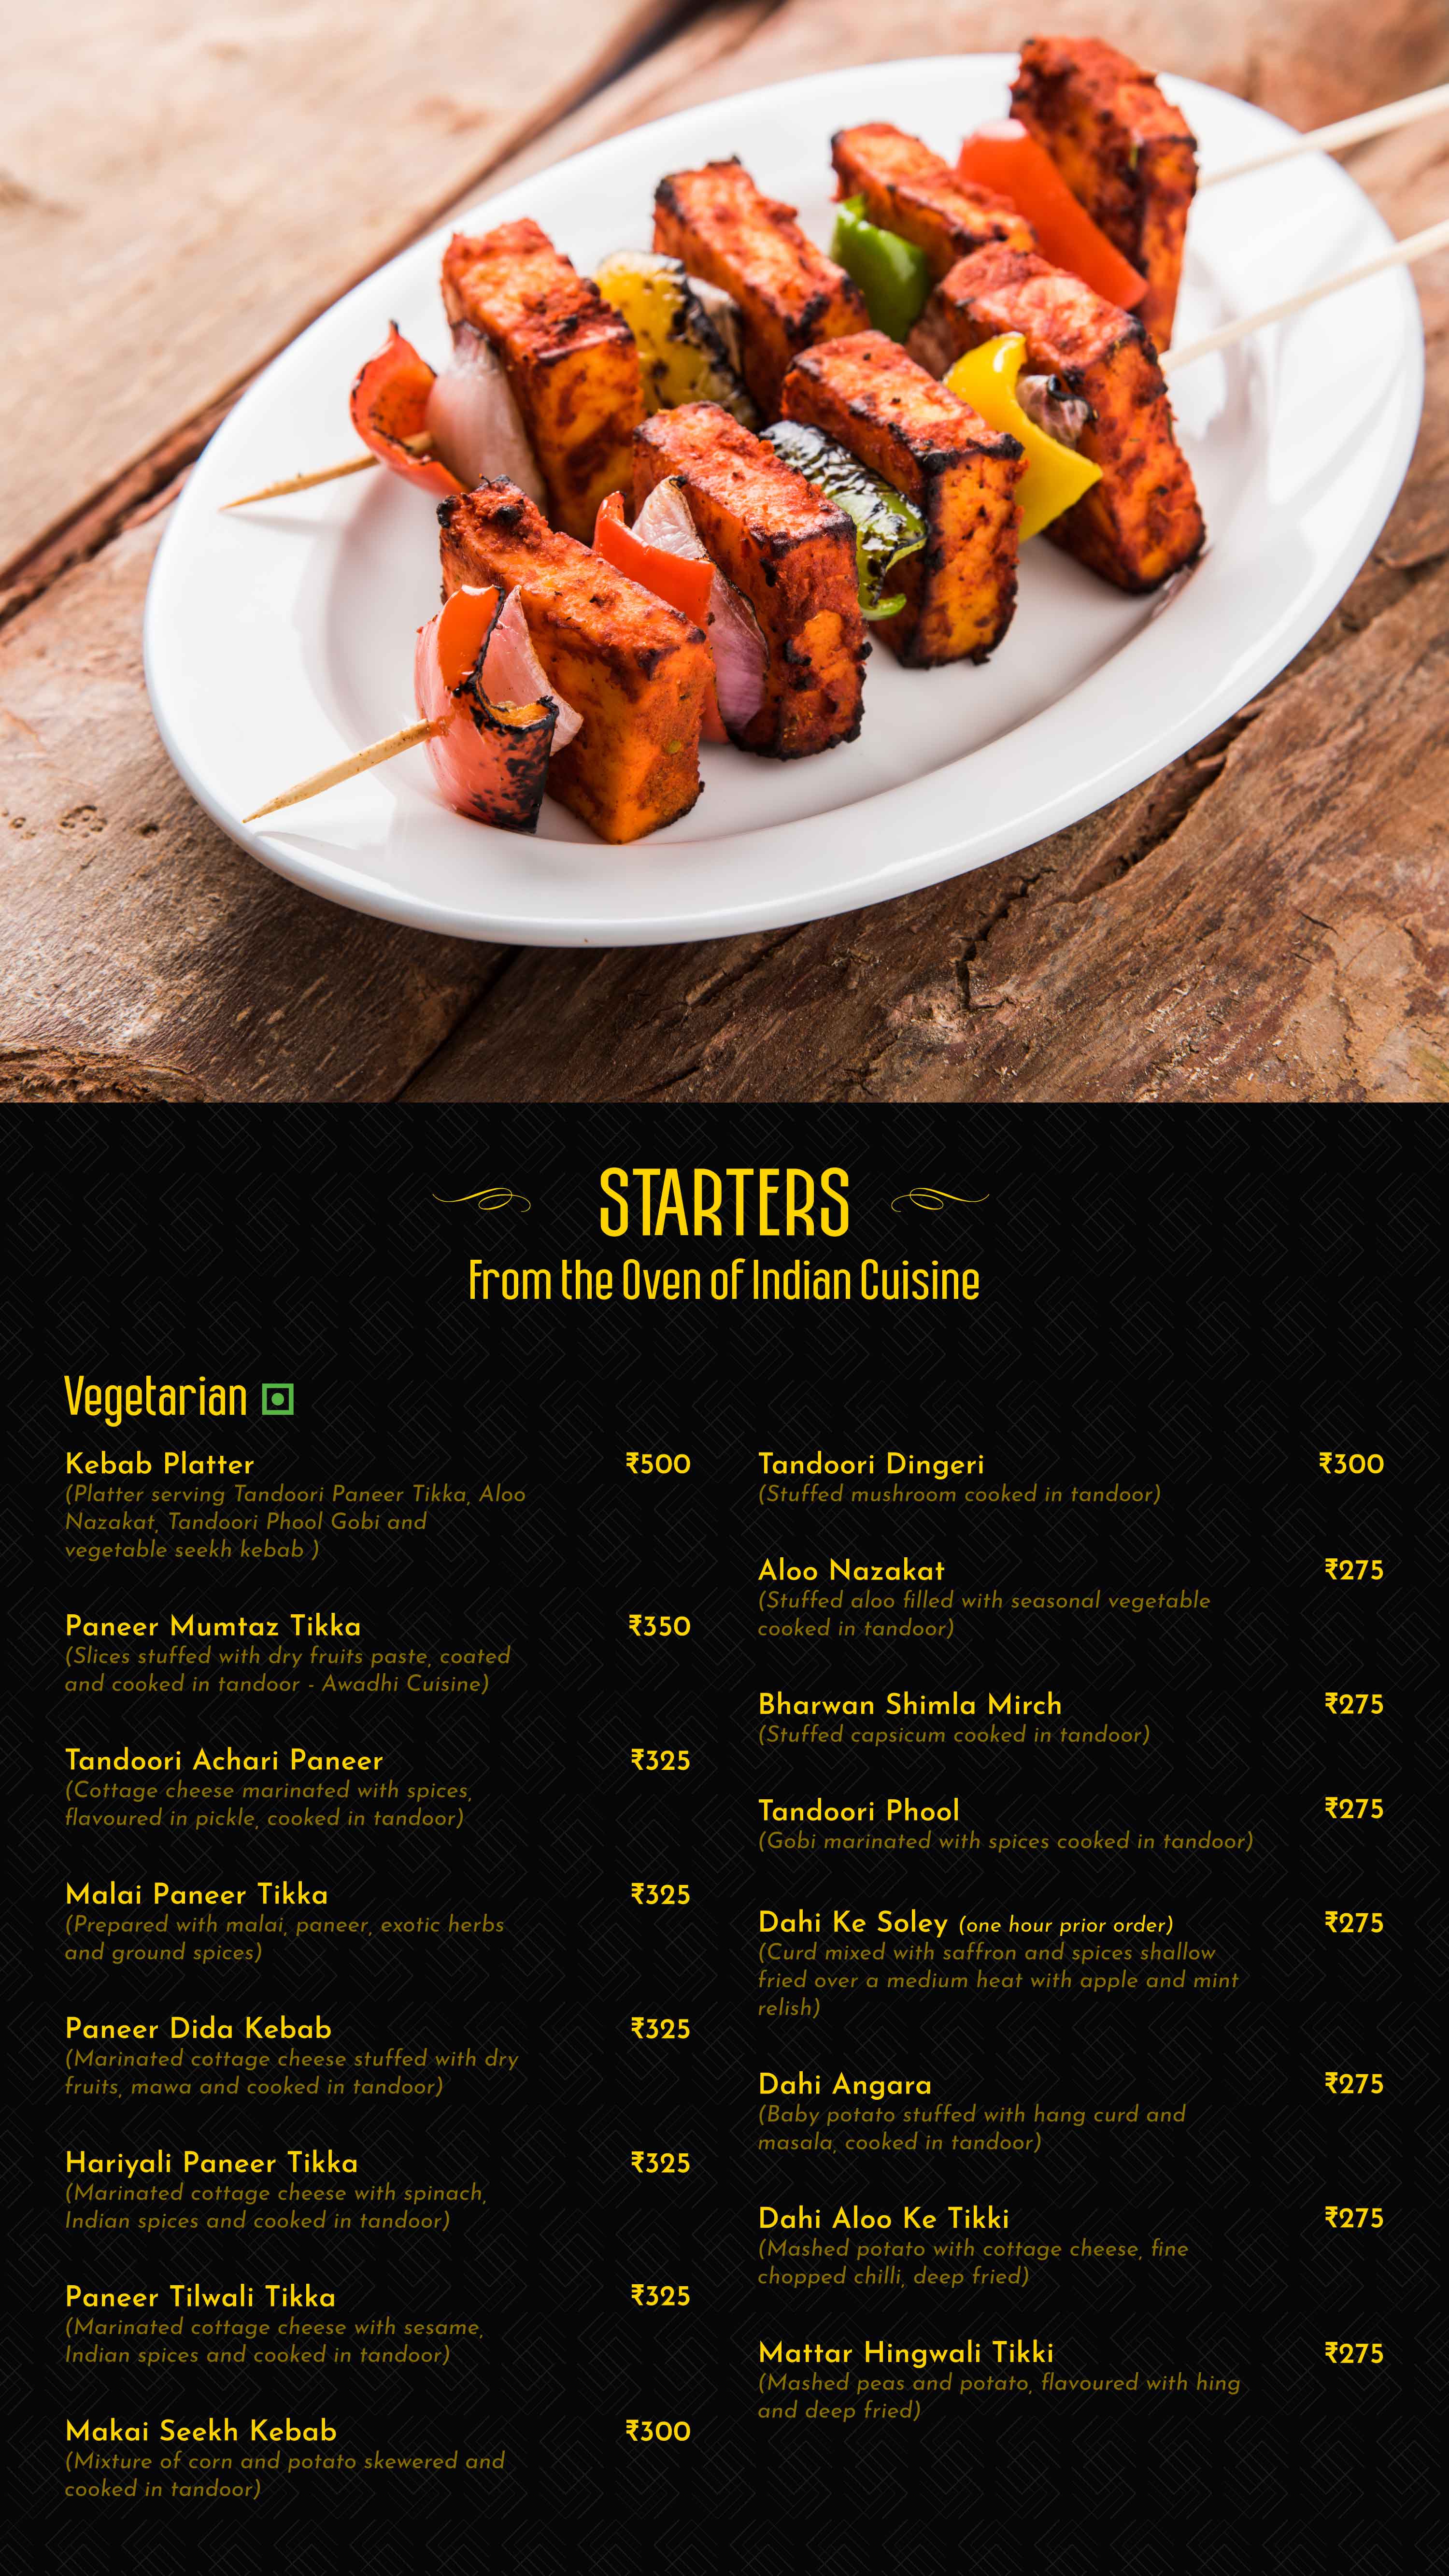 STARTERS
From the Oven of Indian Cuisine
Vegetarian
Kebab Platter ₹500
(Platter serving Tandoori Paneer Tikka, Aloo
Nazakat, Tandoori Phool Gobi and
vegetable seekh kebab )
Paneer Mumtaz Tikka ₹350
(Slices stuffed with dry fruits paste, coated
and cooked in tandoor - Awadhi Cuisine)
Tandoori Achari Paneer ₹325
(Cottage cheese marinated with spices,
flavoured in pickle, cooked in tandoor)
Malai Paneer Tikka ₹325
(Prepared with malai, paneer, exotic herbs
and ground spices)
Paneer Dida Kebab ₹325
(Marinated cottage cheese stuffed with dry
fruits, mawa and cooked in tandoor)
Hariyali Paneer Tikka ₹325
(Marinated cottage cheese with spinach,
Indian spices and cooked in tandoor)
Paneer Tilwali Tikka ₹325
(Marinated cottage cheese with sesame,
Indian spices and cooked in tandoor)
Makai Seekh Kebab ₹300
(Mixture of corn and potato skewered and
cooked in tandoor)
Tandoori Dingeri ₹300
(Stuffed mushroom cooked in tandoor)
Aloo Nazakat ₹275
(Stuffed aloo filled with seasonal vegetable
cooked in tandoor)
Bharwan Shimla Mirch ₹275
(Stuffed capsicum cooked in tandoor)
Tandoori Phool ₹275
(Gobi marinated with spices cooked in tandoor)
Dahi Ke Soley (one hour prior order) ₹275
(Curd mixed with saffron and spices shallow
fried over a medium heat with apple and mint
relish)
Dahi Angara ₹275
(Baby potato stuffed with hang curd and
masala, cooked in tandoor)
Dahi Aloo Ke Tikki ₹275
(Mashed potato with cottage cheese, fine
chopped chilli, deep fried)
Mattar Hingwali Tikki ₹275
(Mashed peas and potato, flavoured with hing
and deep fried)